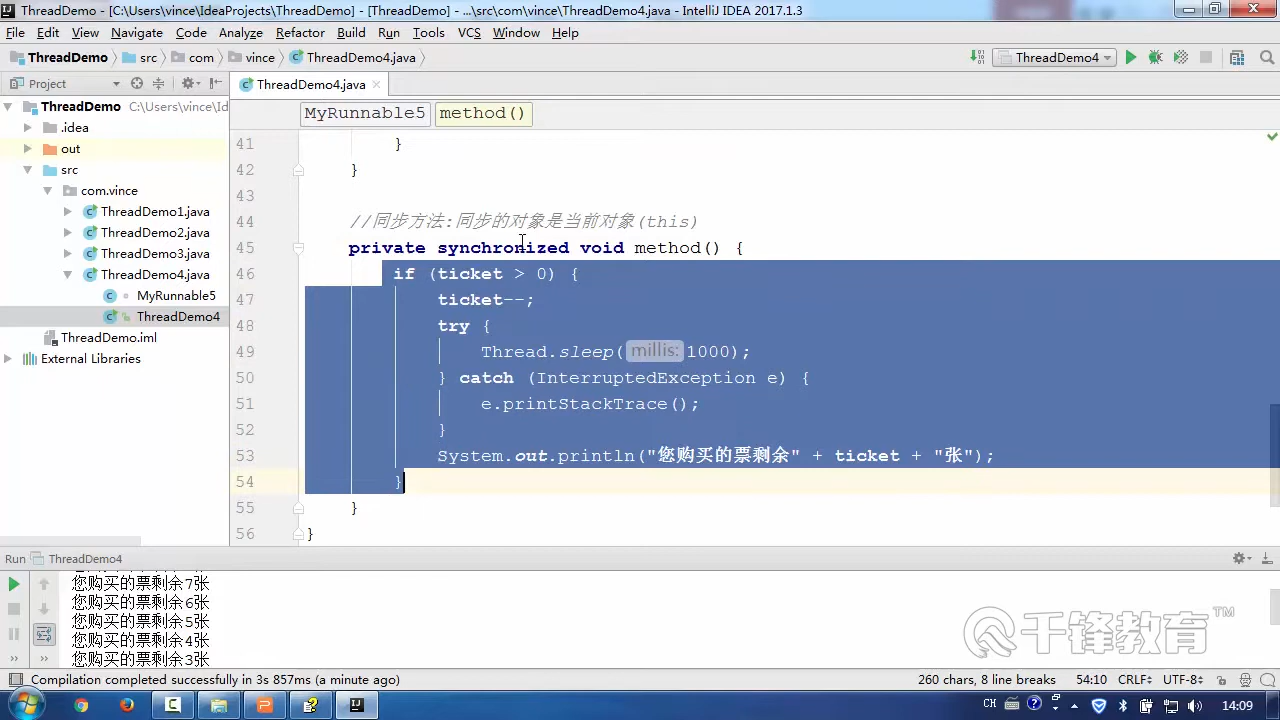 ThreadDemo - [C:\Users\vince\IdeaProjects\ThreadDemo] - [ThreadDemo] - ...\src\com\vince\ThreadDemo4.java - IntelliJ IDEA 2017.1.3
File Edit View Navigate Code Analyze Refactor Build Run Tools VCS Window Help
ThreadDemo src com vince ThreadDemo4.java ThreadDemo4
Project ThreadDemo4.java
ThreadDemo C:\Users\vince\Id
.idea
out
src
com.vince
ThreadDemo1.java
ThreadDemo2.java
ThreadDemo3.java
ThreadDemo4.java
MyRunnable5
ThreadDemo4
ThreadDemo.iml
External Libraries
MyRunnable5 method()
41 }
42 }
43
44 //同步方法:同步的对象是当前对象(this)
45 private synchronized void method() {
46 if (ticket > 0) {
47 ticket--;
48 try {
49 Thread.sleep( millis: 1000);
50 } catch (InterruptedException e) {
51 e.printStackTrace();
52 }
53 System.out.println("您购买的票剩余" + ticket + "张");
54 }
55 }
56 }
Run ThreadDemo4
您购买的票剩余7张
您购买的票剩余6张
您购买的票剩余5张
您购买的票剩余4张
您购买的票剩余3张
千锋教育™
Compilation completed successfully in 3s 857ms (a minute ago) 260 chars, 8 line breaks 54:10 CRLF÷ UTF-8÷
CH 14:09